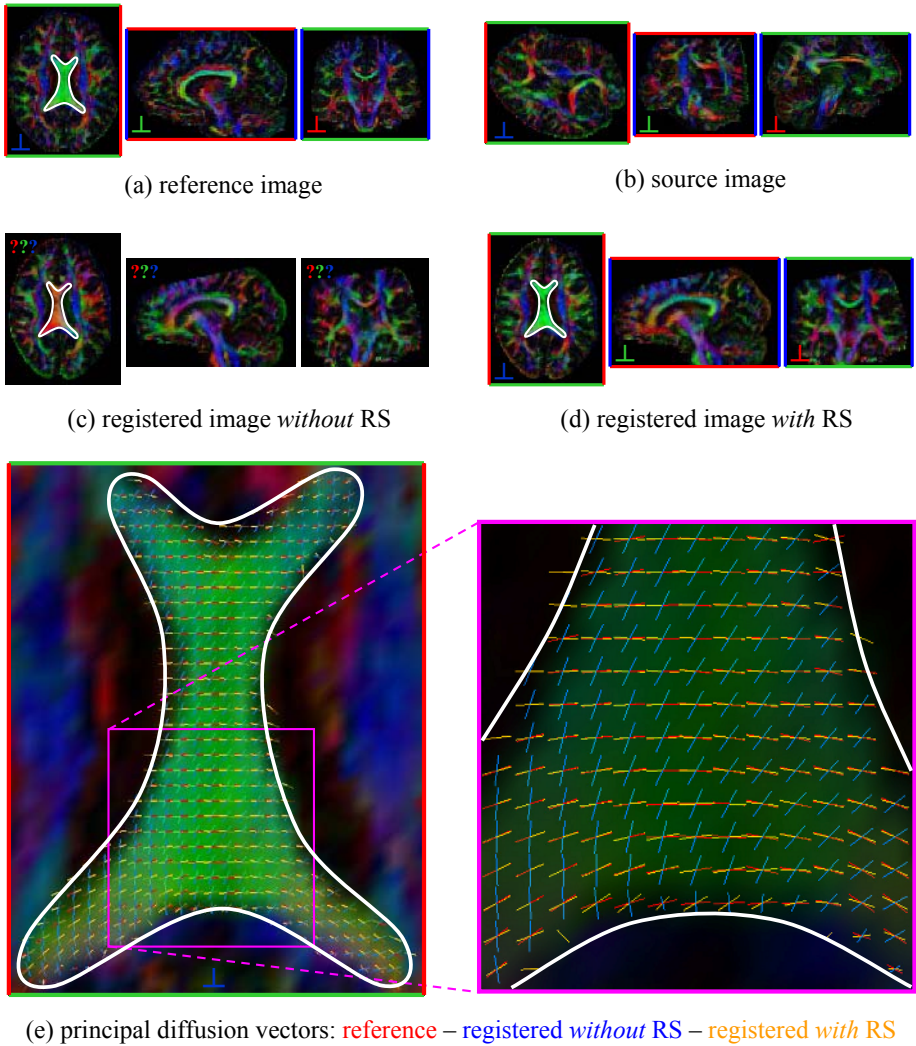 (a) reference image
(b) source image
???
???
???
(c) registered image without RS
(d) registered image with RS
(e) principal diffusion vectors: reference – registered without RS – registered with RS